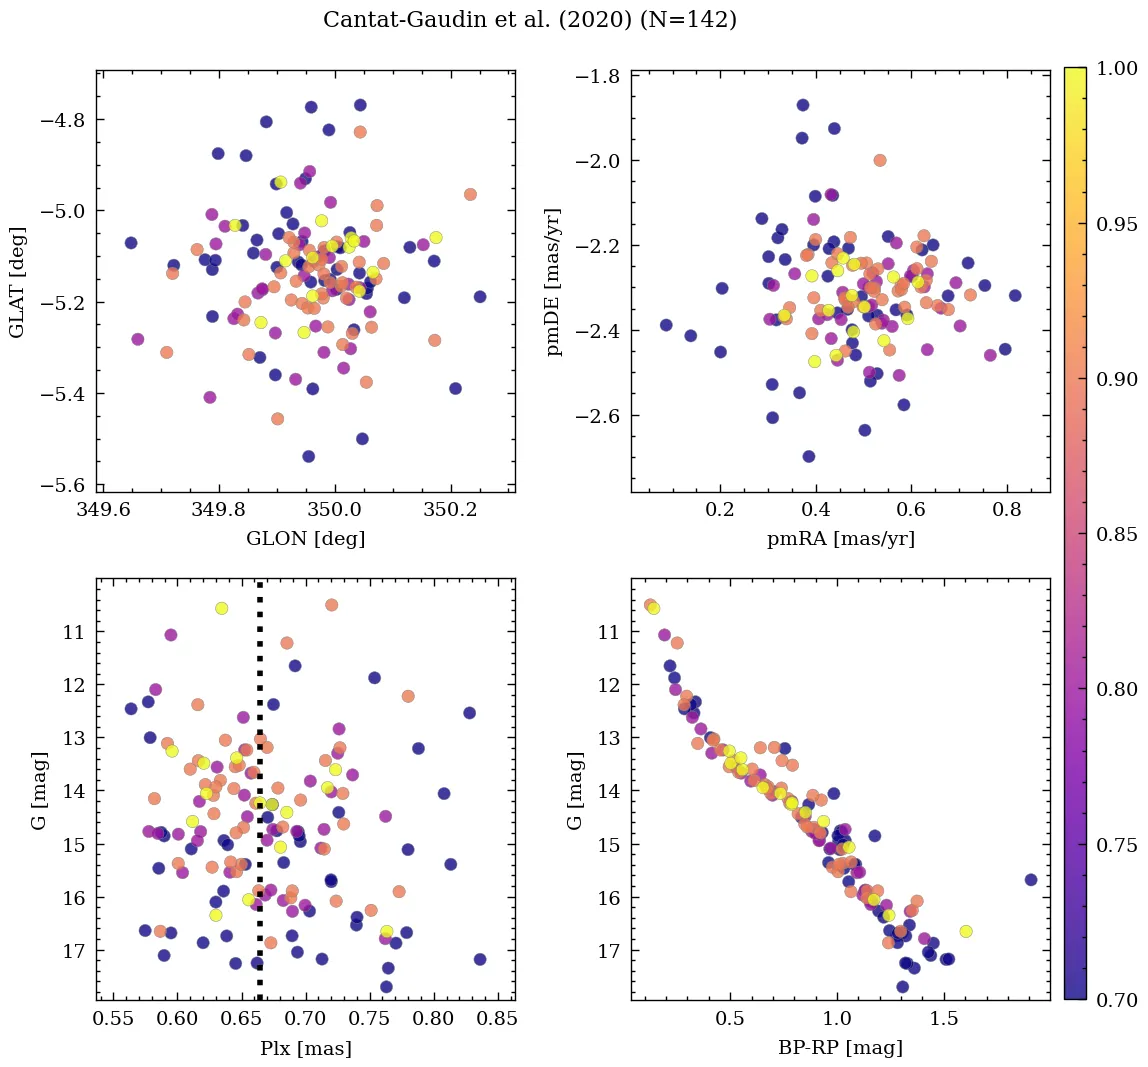 Cantat-Gaudin et al. (2020) (N=142)
−4.8
−5.0
−5.2
−5.4
−5.6
GLAT [deg]
349.6 349.8 350.0 350.2
GLON [deg]
−1.8
−2.0
−2.2
−2.4
−2.6
pmDE [mas/yr]
0.2 0.4 0.6 0.8
pmRA [mas/yr]
11
12
13
14
15
16
17
G [mag]
0.55 0.60 0.65 0.70 0.75 0.80 0.85
Plx [mas]
11
12
13
14
15
16
17
G [mag]
0.5 1.0 1.5
BP-RP [mag]
1.00
0.95
0.90
0.85
0.80
0.75
0.70